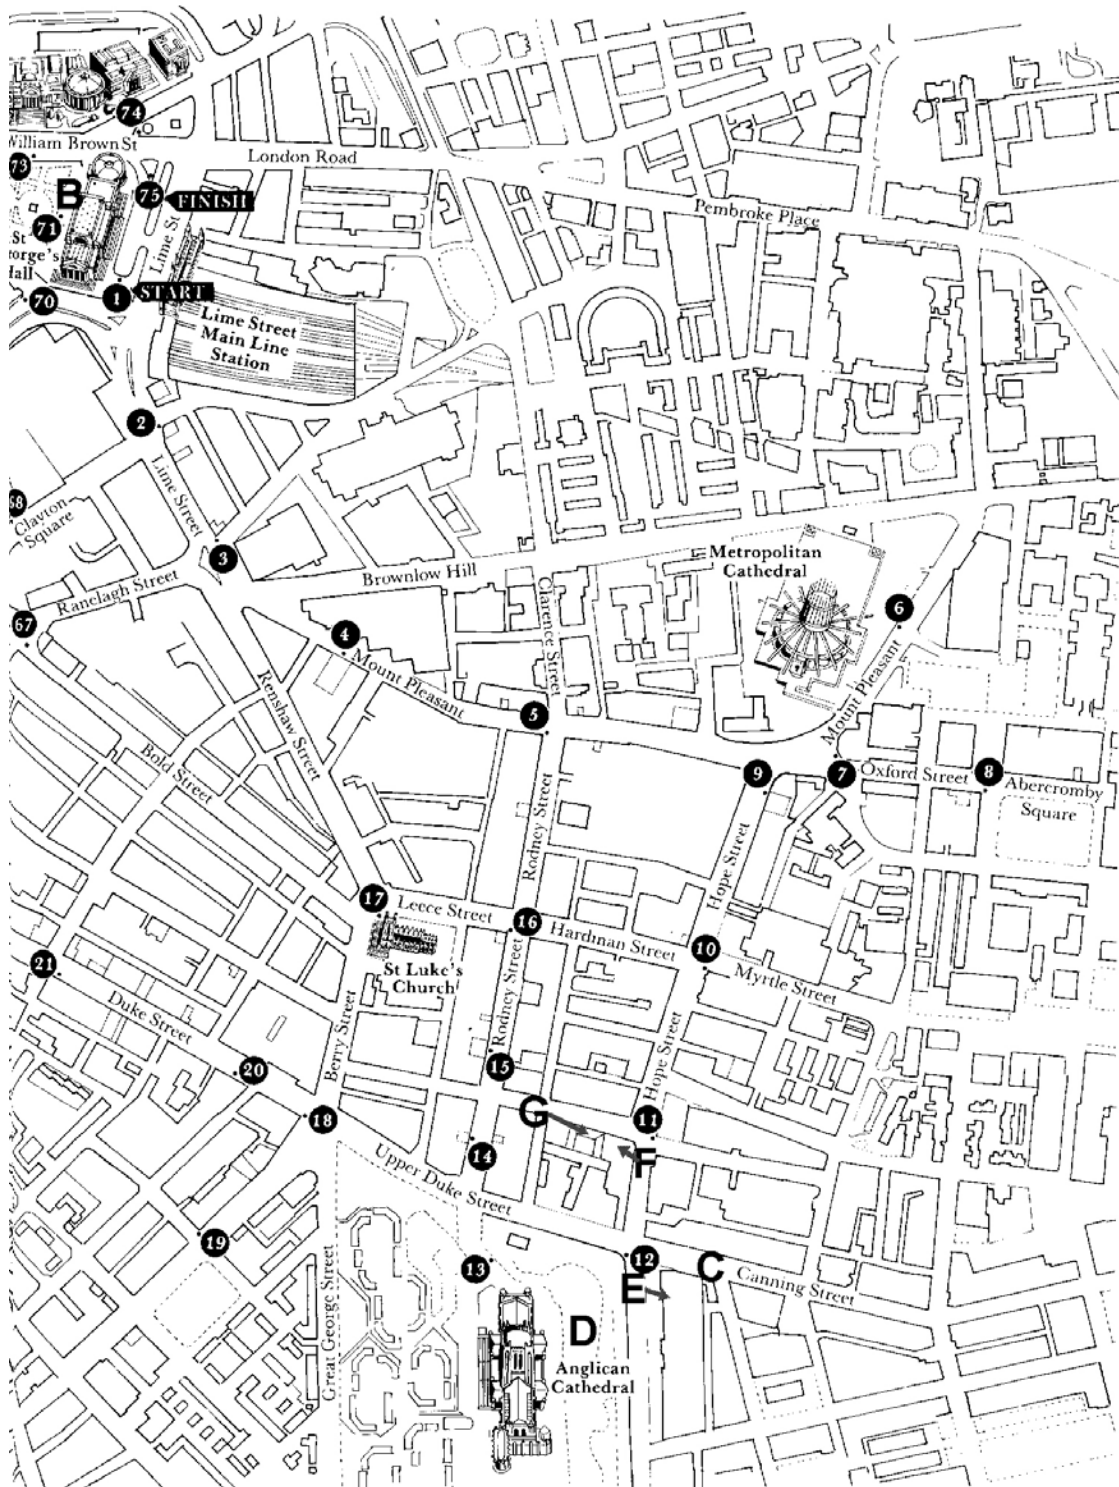 74
William Brown St
London Road
73
B
75
FINISH
Pembroke Place
71
Lime St
St
orge's
Hall
70
1
START
Lime Street
Main Line
Station
2
Lime Street
68
Clayton
Square
3
Metropolitan
Cathedral
Brownlow Hill
Ranelagh Street
Clarence Street
67
4
6
Mount Pleasant
Mount Pleasant
Renshaw Street
5
Bold Street
9
7
Oxford Street
8
Abercromby
Square
Rodney Street
Hope Street
17
Leece Street
16
Hardman Street
10
Myrtle Street
21
St Luke's
Church
Duke Street
Rodney Street
Berry Street
Hope Street
15
20
18
G
11
14
F
Upper Duke Street
19
13
12
C
Canning Street
E
Great George Street
D
Anglican
Cathedral